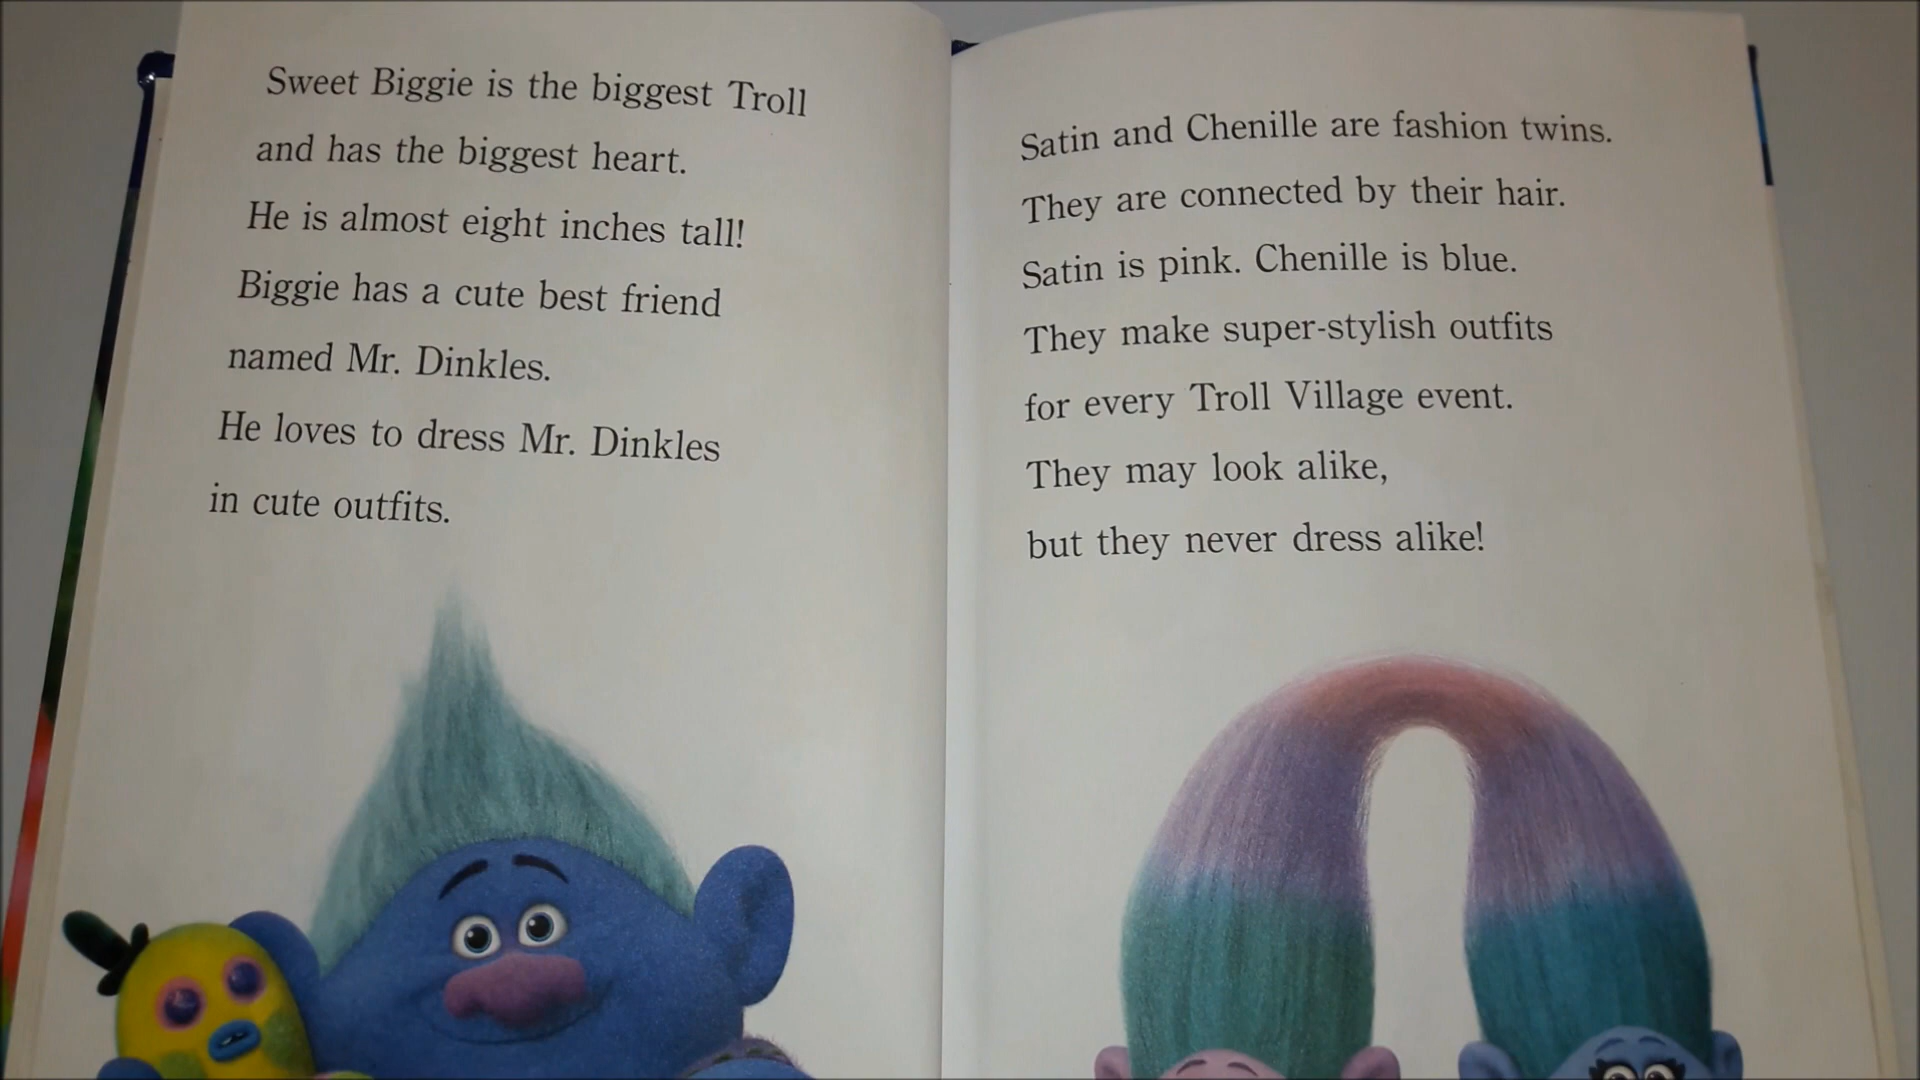 Sweet Biggie is the biggest Troll
and has the biggest heart.
He is almost eight inches tall!
Biggie has a cute best friend
named Mr. Dinkles.
He loves to dress Mr. Dinkles
in cute outfits.
Satin and Chenille are fashion twins.
They are connected by their hair.
Satin is pink. Chenille is blue.
They make super-stylish outfits
for every Troll Village event.
They may look alike,
but they never dress alike!